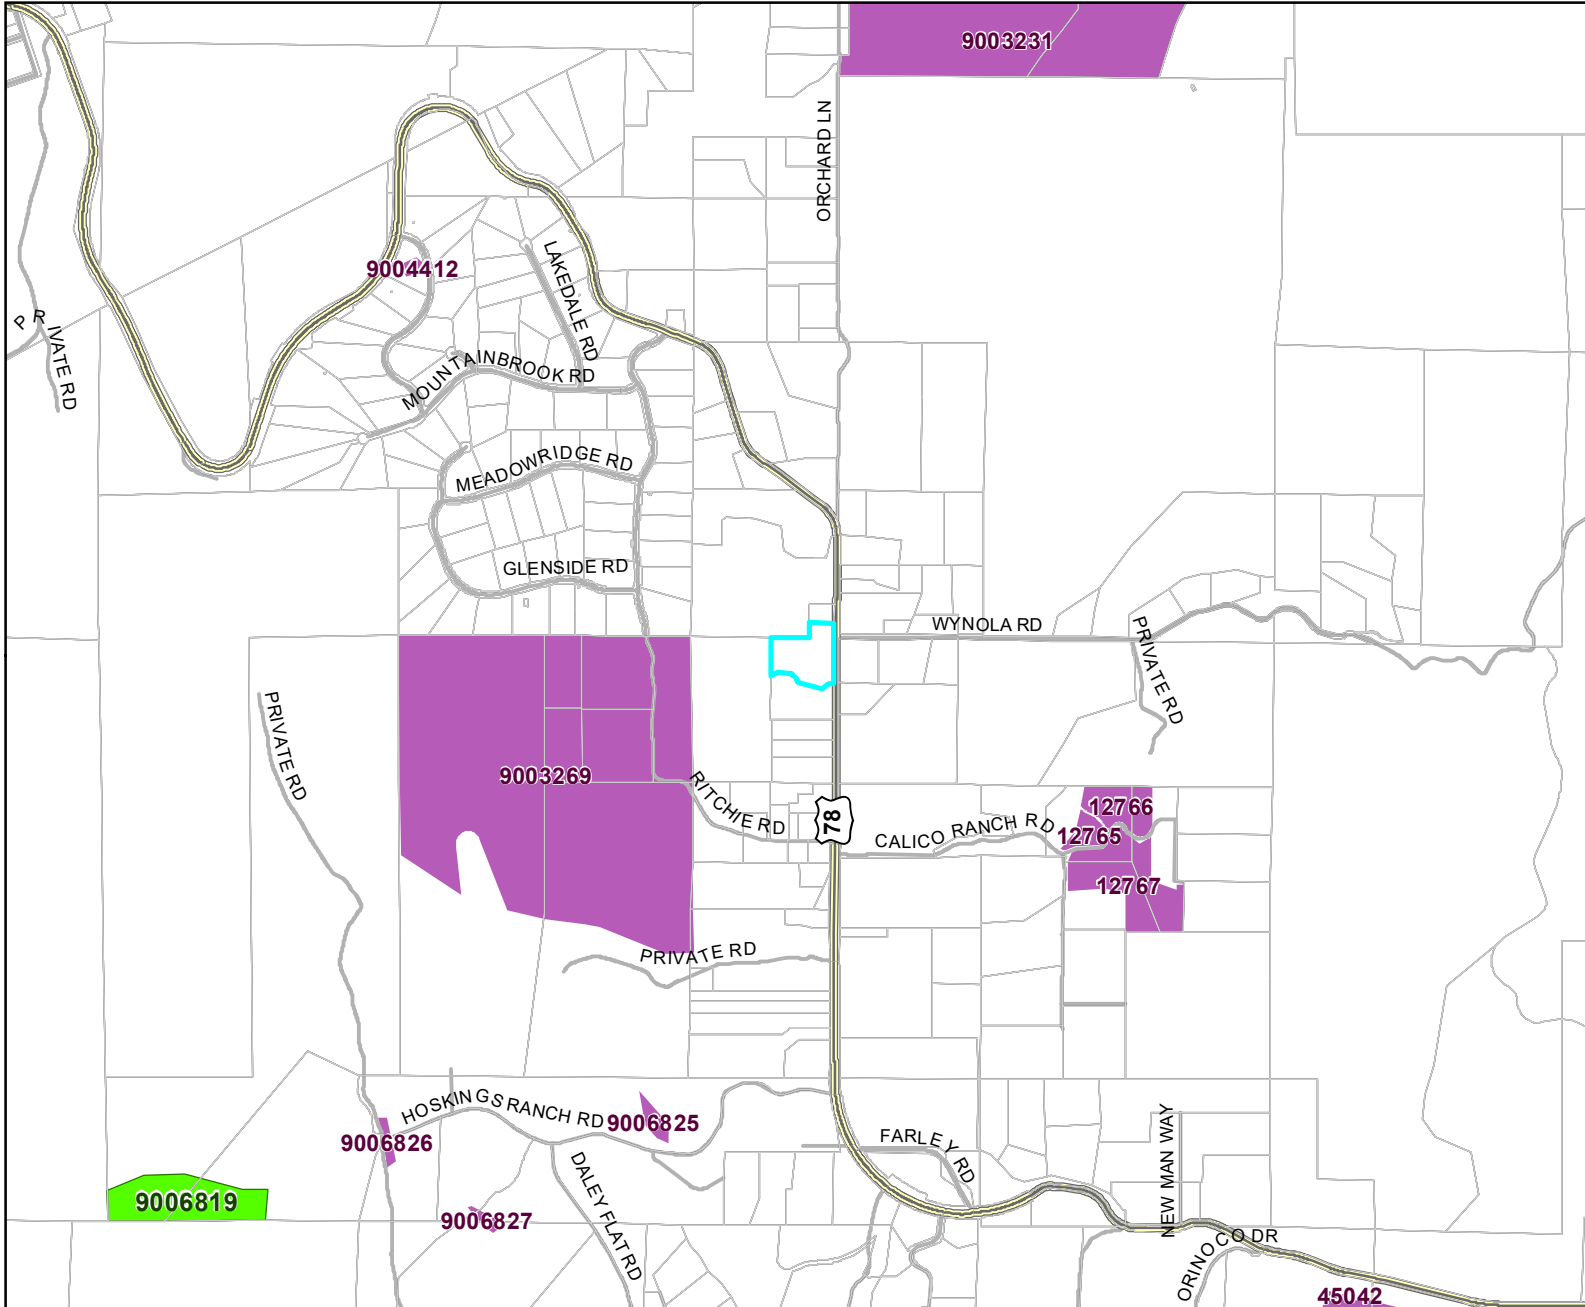 9003231
ORCHARD LN
9004412
LAKEDALE RD
PRIVATE RD
MOUNTAINBROOK RD
MEADOWRIDGE RD
GLENSIDE RD
WYNOLA RD
PRIVATE RD
PRIVATE RD
9003269
RITCHIE RD
78
CALICO RANCH RD
12766
12765
12767
PRIVATE RD
HOSKINGS RANCH RD
9006825
9006826
FARLEY RD
NEW MAN WAY
DALEY FLAT RD
9006819
9006827
ORINOCO DR
45042